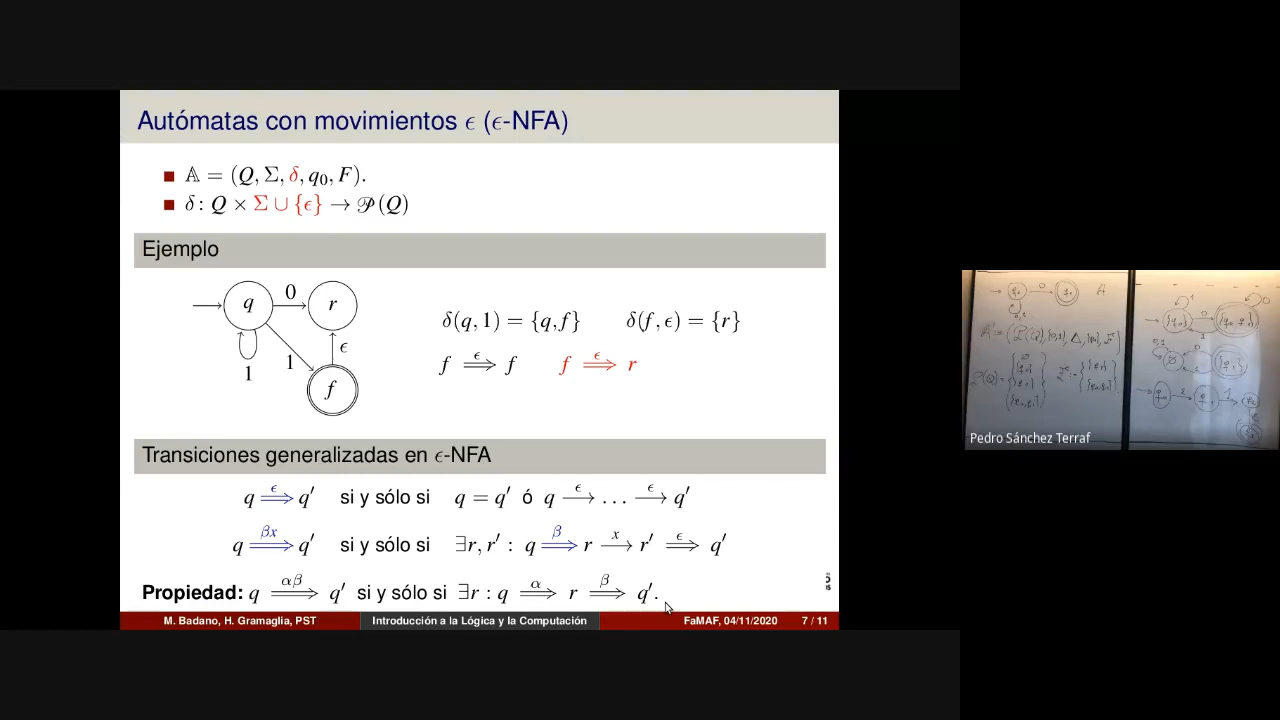 Autómatas con movimientos ϵ (ϵ-NFA)
𝔸 = (Q, Σ, δ, q₀, F).
δ: Q × Σ ∪ {ϵ} → 𝒫(Q)
Ejemplo
q 0 r
1 1 ϵ
f
δ(q, 1) = {q, f} δ(f, ϵ) = {r}
f ⟹^ϵ f f ⟹^ϵ r
Transiciones generalizadas en ϵ-NFA
q ⟹^ϵ q′ si y sólo si q = q′ ó q ⟶^ϵ … ⟶^ϵ q′
q ⟹^βx q′ si y sólo si ∃r, r′ : q ⟹^β r ⟶^x r′ ⟹^ϵ q′
Propiedad: q ⟹^αβ q′ si y sólo si ∃r : q ⟹^α r ⟹^β q′.
M. Badano, H. Gramaglia, PST Introducción a la Lógica y la Computación FaMAF, 04/11/2020 7 / 11
Pedro Sánchez Terraf